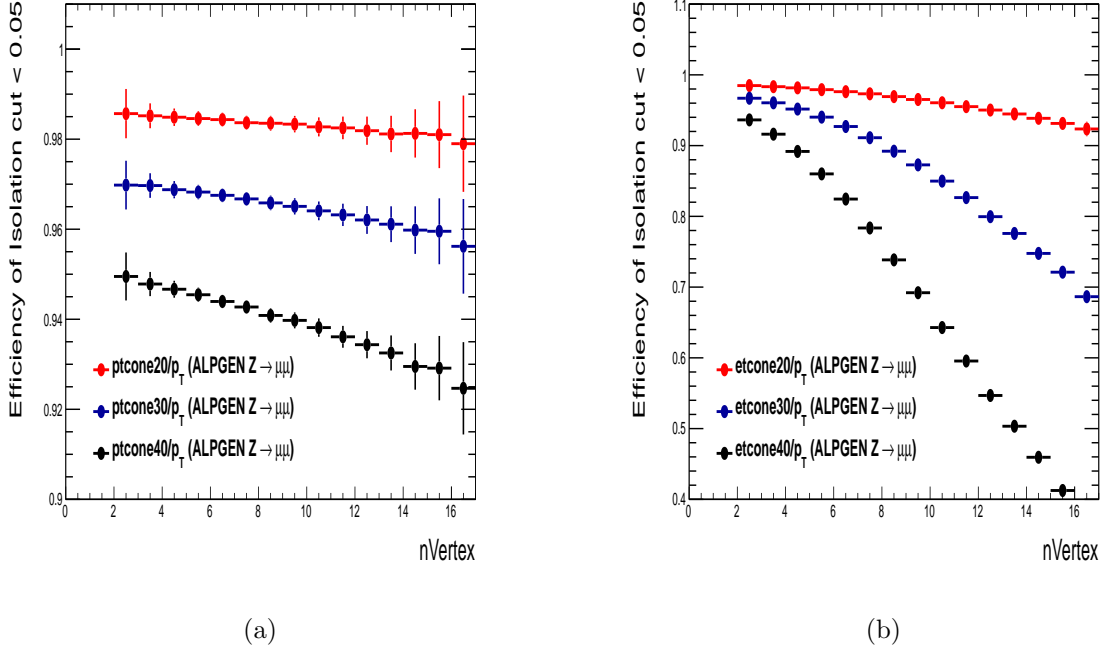 Efficiency of Isolation cut < 0.05
1
0.98
0.96
0.94
0.92
0.9
ptcone20/p_T (ALPGEN Z → μμ)
ptcone30/p_T (ALPGEN Z → μμ)
ptcone40/p_T (ALPGEN Z → μμ)
0 2 4 6 8 10 12 14 16
nVertex
(a)
Efficiency of Isolation cut < 0.05
1.1
1
0.9
0.8
0.7
0.6
0.5
0.4
etcone20/p_T (ALPGEN Z → μμ)
etcone30/p_T (ALPGEN Z → μμ)
etcone40/p_T (ALPGEN Z → μμ)
0 2 4 6 8 10 12 14 16
nVertex
(b)